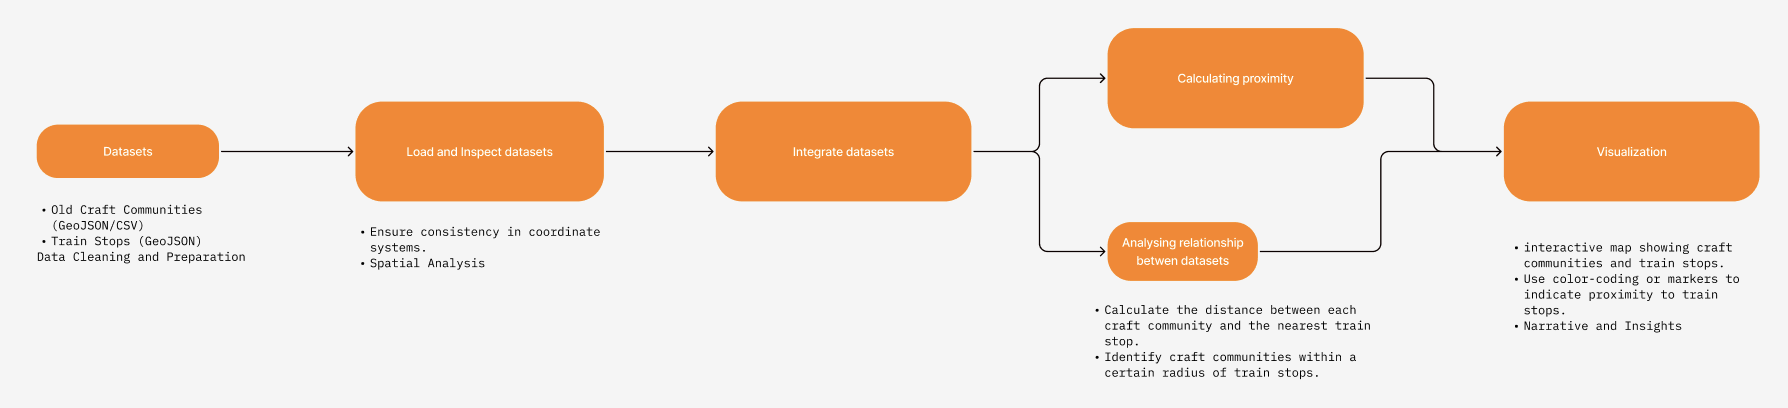 Datasets
• Old Craft Communities
(GeoJSON/CSV)
• Train Stops (GeoJSON)
Data Cleaning and Preparation
Load and Inspect datasets
• Ensure consistency in coordinate
systems.
• Spatial Analysis
Integrate datasets
Calculating proximity
Analysing relationship
betwen datasets
• Calculate the distance between each
craft community and the nearest train
stop.
• Identify craft communities within a
certain radius of train stops.
Visualization
• interactive map showing craft
communities and train stops.
• Use color-coding or markers to
indicate proximity to train
stops.
• Narrative and Insights